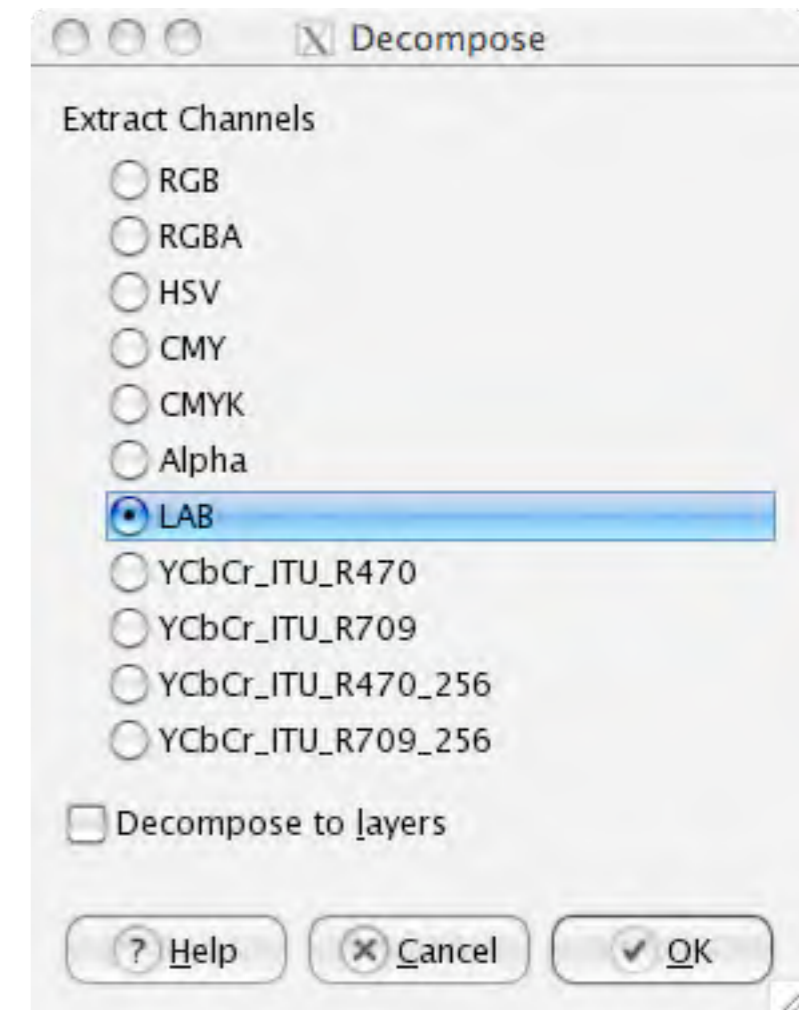 Decompose
Extract Channels
RGB
RGBA
HSV
CMY
CMYK
Alpha
LAB
YCbCr_ITU_R470
YCbCr_ITU_R709
YCbCr_ITU_R470_256
YCbCr_ITU_R709_256
Decompose to layers
Help Cancel OK